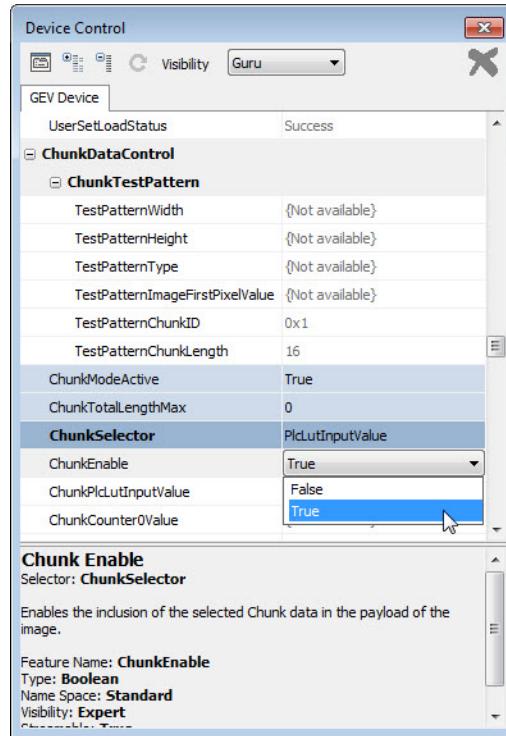 Device Control
Visibility Guru
GEV Device
UserSetLoadStatus Success
ChunkDataControl
ChunkTestPattern
TestPatternWidth {Not available}
TestPatternHeight {Not available}
TestPatternType {Not available}
TestPatternImageFirstPixelValue {Not available}
TestPatternChunkID 0x1
TestPatternChunkLength 16
ChunkModeActive True
ChunkTotalLengthMax 0
ChunkSelector PlcLutInputValue
ChunkEnable True
ChunkPlcLutInputValue False
True
ChunkCounter0Value
Chunk Enable
Selector: ChunkSelector
Enables the inclusion of the selected Chunk data in the payload of the
image.
Feature Name: ChunkEnable
Type: Boolean
Name Space: Standard
Visibility: Expert